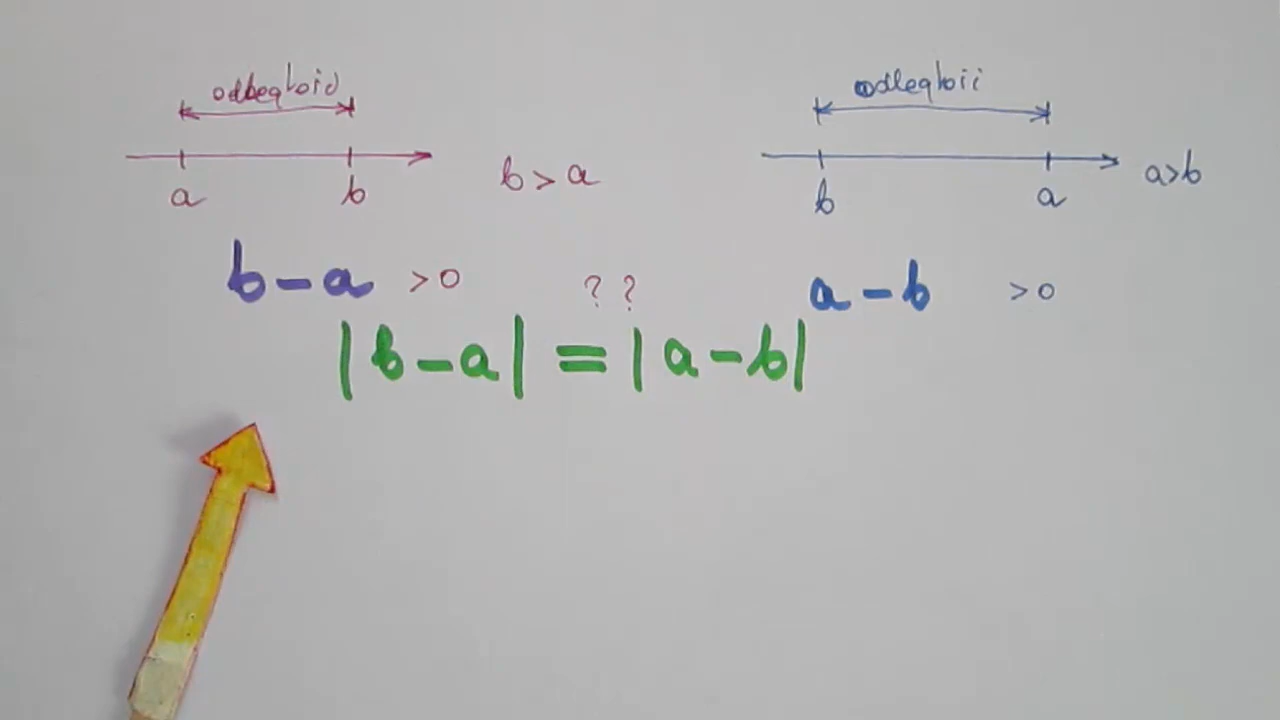 odległość odległość
a b b > a b a a>b
b - a > 0 ? ? a - b > 0
|b - a| = |a - b|